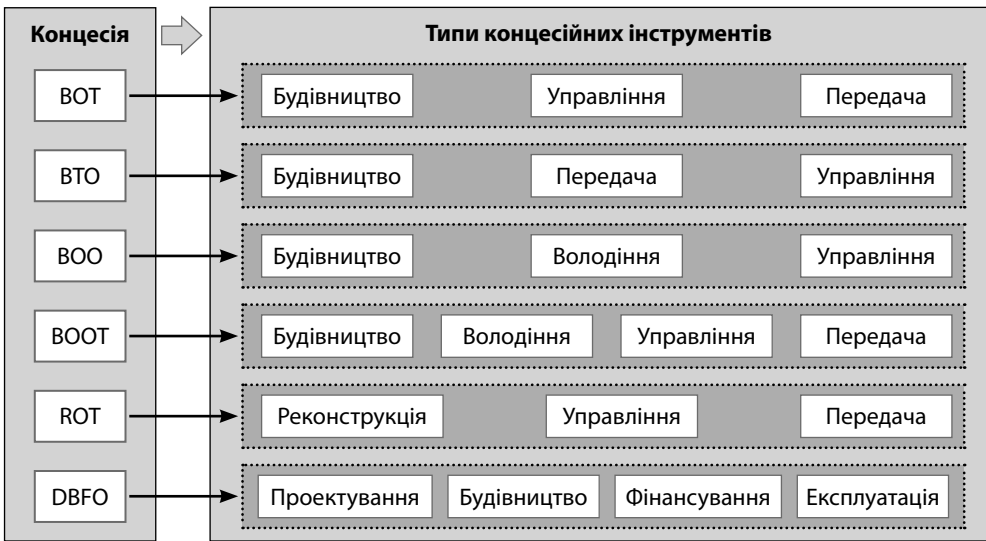 Концесія
Типи концесійних інструментів
BOT
Будівництво
Управління
Передача
BTO
Будівництво
Передача
Управління
BOO
Будівництво
Володіння
Управління
BOOT
Будівництво
Володіння
Управління
Передача
ROT
Реконструкція
Управління
Передача
DBFO
Проектування
Будівництво
Фінансування
Експлуатація